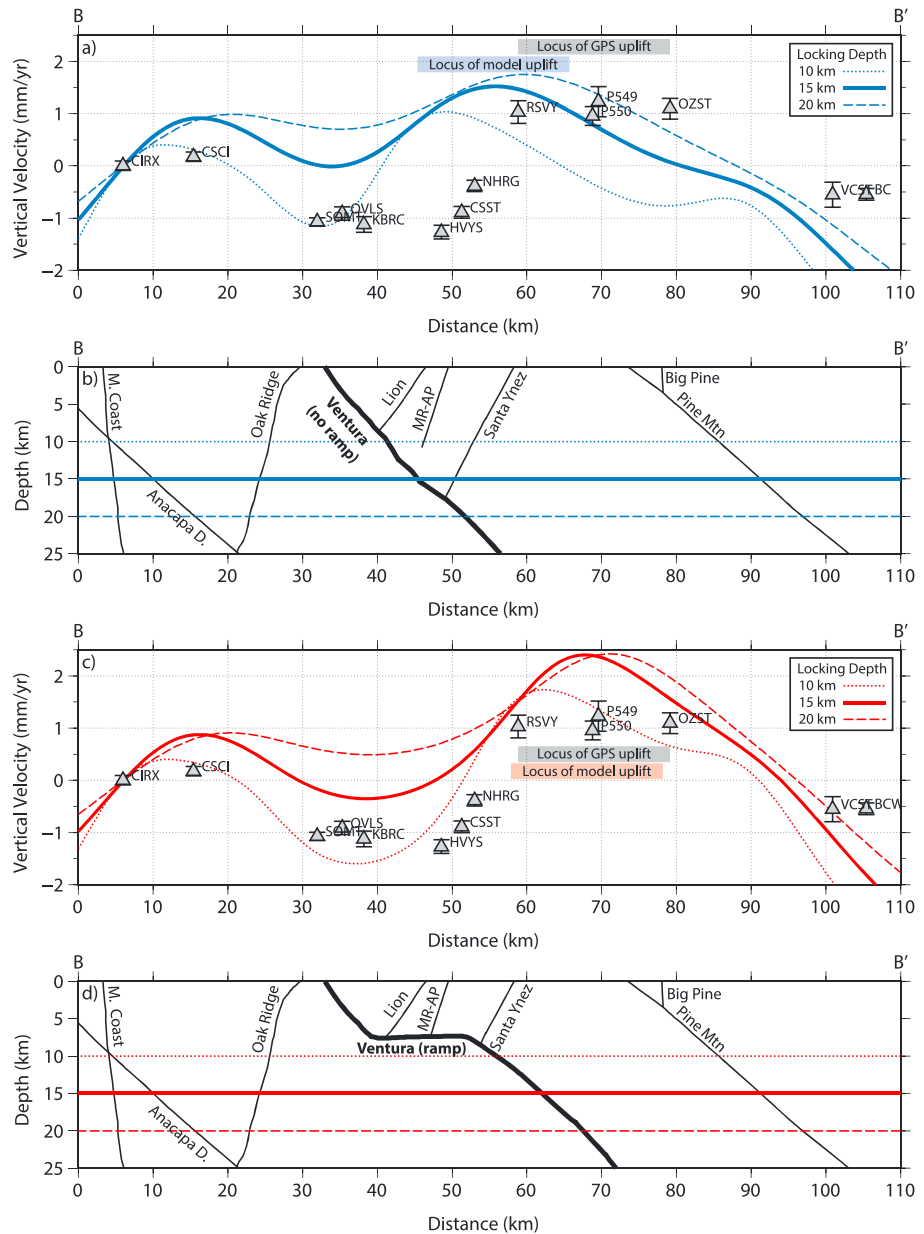 B B'
a)
Locus of GPS uplift
Locus of model uplift
Locking Depth
10 km
15 km
20 km
CIRX
CSCI
OVLS
KBRC
HVYS
CSST
NHRG
RSVY
P549
P550
OZST
Vertical Velocity (mm/yr)
2
1
0
−1
−2
0 10 20 30 40 50 60 70 80 90 100 110
Distance (km)
B B'
b)
M. Coast
Anacapa D.
Oak Ridge
Ventura
(no ramp)
Lion
MR-AP
Santa Ynez
Big Pine
Pine Mtn
Depth (km)
0
5
10
15
20
25
0 10 20 30 40 50 60 70 80 90 100 110
Distance (km)
B B'
c)
Locking Depth
10 km
15 km
20 km
CIRX
CSCI
OVLS
KBRC
HVYS
CSST
NHRG
RSVY
P549
P550
OZST
Locus of GPS uplift
Locus of model uplift
Vertical Velocity (mm/yr)
2
1
0
−1
−2
0 10 20 30 40 50 60 70 80 90 100 110
Distance (km)
B B'
d)
M. Coast
Anacapa D.
Oak Ridge
Ventura (ramp)
Lion
MR-AP
Santa Ynez
Big Pine
Pine Mtn
Depth (km)
0
5
10
15
20
25
0 10 20 30 40 50 60 70 80 90 100 110
Distance (km)